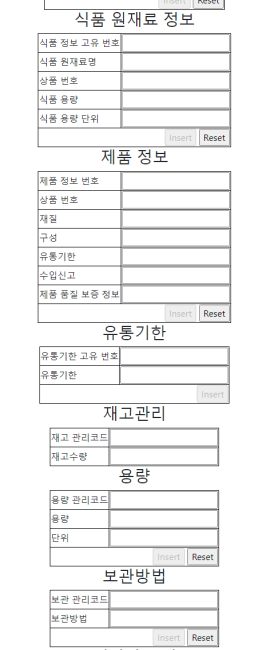 Insert Reset
식품 원재료 정보
식품 정보 고유 번호
식품 원재료명
상품 번호
식품 용량
식품 용량 단위
Insert Reset
제품 정보
제품 정보 번호
상품 번호
재질
구성
유통기한
수입신고
제품 품질 보증 정보
Insert Reset
유통기한
유통기한 고유 번호
유통기한
Insert
재고관리
재고 관리코드
재고수량
용량
용량 관리코드
용량
단위
Insert Reset
보관방법
보관 관리코드
보관방법
Insert Reset